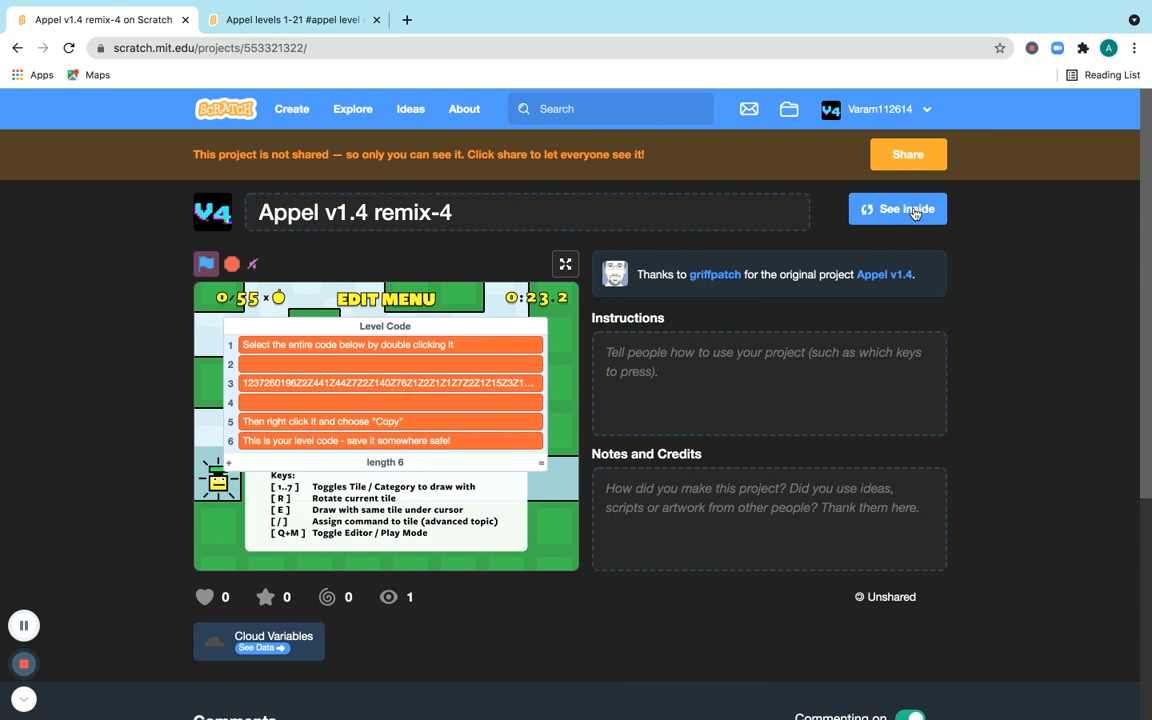 Appel v1.4 remix-4 on Scratch
Appel levels 1-21 #appel level
scratch.mit.edu/projects/553321322/
A
Apps
Maps
Reading List
SCRATCH
Create
Explore
Ideas
About
Search
V4
Varam112614
This project is not shared — so only you can see it. Click share to let everyone see it!
Share
V4
Appel v1.4 remix-4
See inside
Thanks to griffpatch for the original project Appel v1.4.
Instructions
Tell people how to use your project (such as which keys
to press).
Notes and Credits
How did you make this project? Did you use ideas,
scripts or artwork from other people? Thank them here.
0/55x
EDIT MENU
0:23.2
Level Code
1 Select the entire code below by double clicking it
2
3 1237260196Z2Z441Z44Z7Z2Z140Z76Z1Z2Z1Z1Z7Z2Z1Z15Z3Z1...
4
5 Then right click it and choose "Copy"
6 This is your level code - save it somewhere safe!
+ length 6 =
Keys:
[ 1..7 ] Toggles Tile / Category to draw with
[ R ] Rotate current tile
[ E ] Draw with same tile under cursor
[ / ] Assign command to tile (advanced topic)
[ Q+M ] Toggle Editor / Play Mode
0 0 0 1
Unshared
Cloud Variables
See Data
Comments
Commenting on